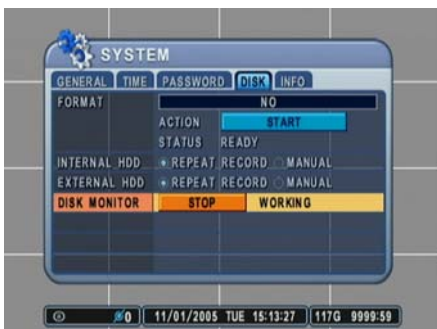 SYSTEM
GENERAL TIME PASSWORD DISK INFO
FORMAT NO
ACTION START
STATUS READY
INTERNAL HDD REPEAT RECORD MANUAL
EXTERNAL HDD REPEAT RECORD MANUAL
DISK MONITOR STOP WORKING
0 11/01/2005 TUE 15:13:27 117G 9999:59